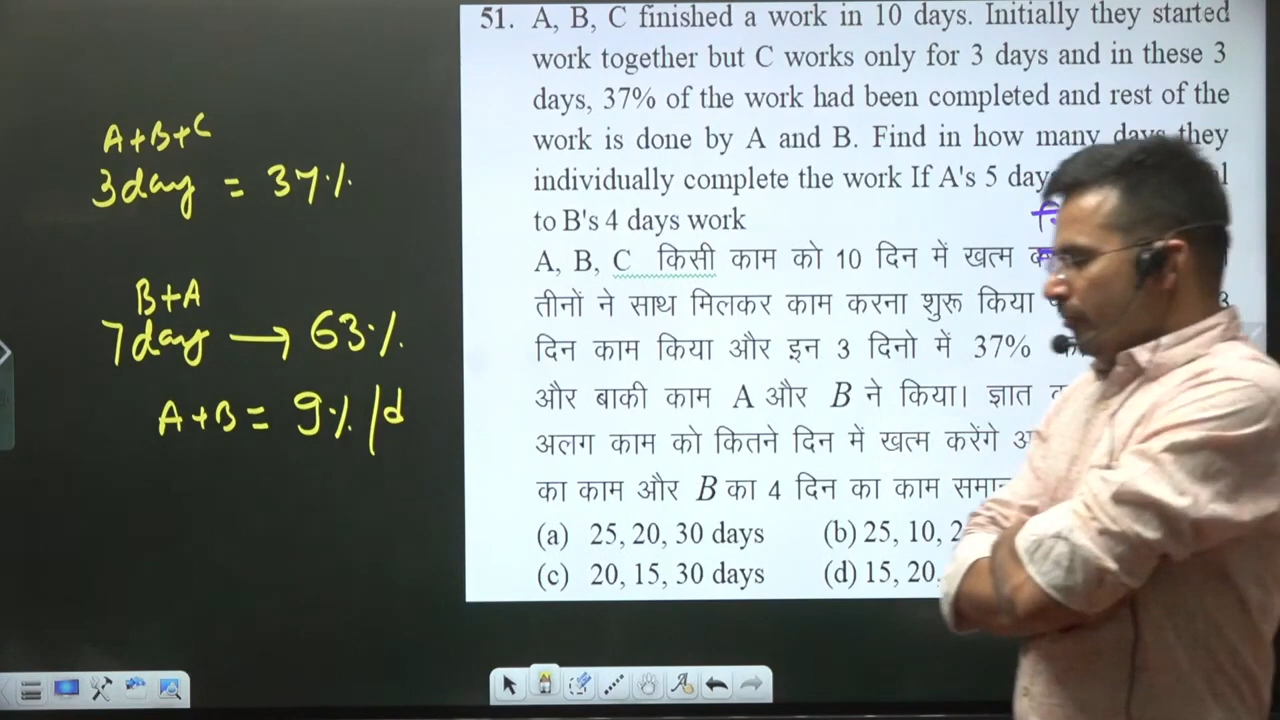 A+B+C
3day = 37%
B+A
7day → 63%
A+B = 9%/d
51. A, B, C finished a work in 10 days. Initially they started
work together but C works only for 3 days and in these 3
days, 37% of the work had been completed and rest of the
work is done by A and B. Find in how many days they
individually complete the work If A's 5
to B's 4 days work
A, B, C किसी काम को 10 दिन में खत्म
तीनों ने साथ मिलकर काम करना शुरू किया 3
दिन काम किया और इन 3 दिनो में 37%
और बाकी काम A और B ने किया। ज्ञात
अलग काम को कितने दिन में खत्म करेंगे
का काम और B का 4 दिन का काम
(a) 25, 20, 30 days (b) 25, 10,
(c) 20, 15, 30 days (d) 15, 20,